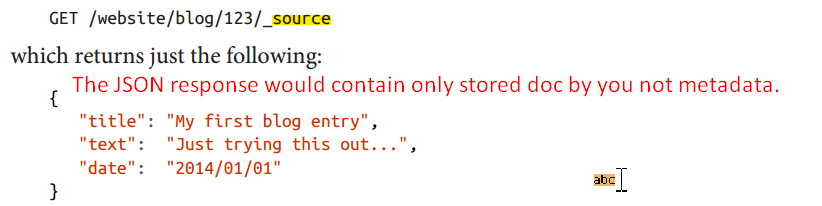 GET /website/blog/123/_source
which returns just the following:
The JSON response would contain only stored doc by you not metadata.
{
"title": "My first blog entry",
"text": "Just trying this out...",
"date": "2014/01/01"
abc
}